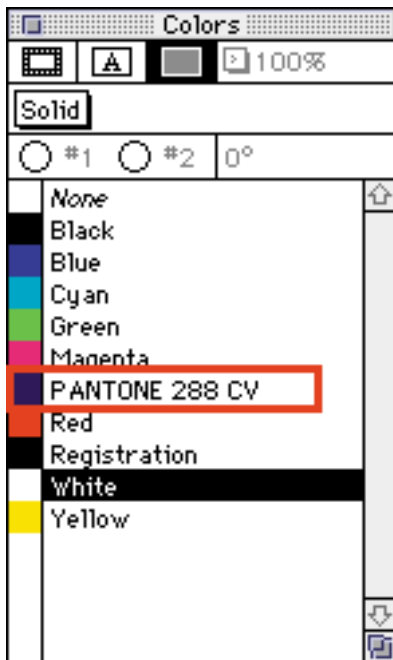 Colors
A 100%
Solid
#1 #2 0°
None
Black
Blue
Cyan
Green
Magenta
PANTONE 288 CV
Red
Registration
White
Yellow